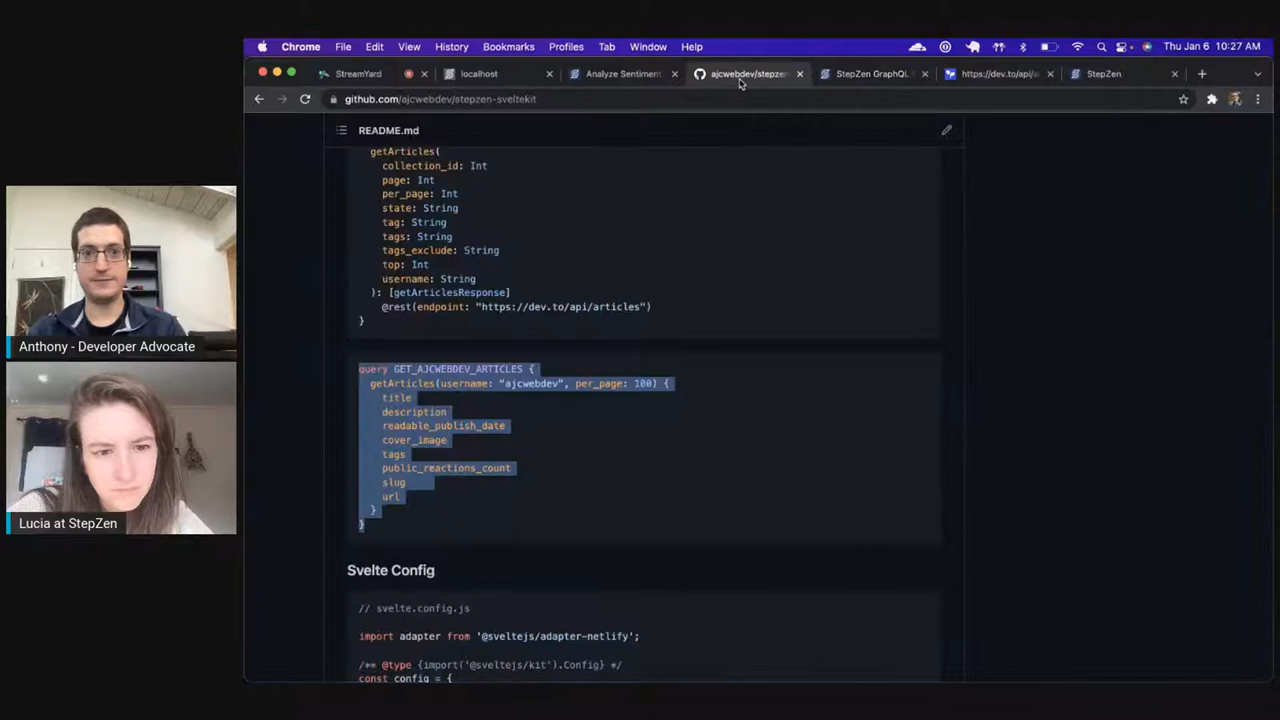 Chrome File Edit View History Bookmarks Profiles Tab Window Help Thu Jan 6 10:27 AM
StreamYard localhost Analyze Sentiment ajcwebdev/stepzen StepZen GraphQL https://dev.to/api/a StepZen
github.com/ajcwebdev/stepzen-sveltekit
README.md
getArticles(
collection_id: Int
page: Int
per_page: Int
state: String
tag: String
tags: String
tags_exclude: String
top: Int
username: String
): [getArticlesResponse]
@rest(endpoint: "https://dev.to/api/articles")
}
query GET_AJCWEBDEV_ARTICLES {
getArticles(username: "ajcwebdev", per_page: 100) {
title
description
readable_publish_date
cover_image
tags
public_reactions_count
slug
url
}
}
Svelte Config
// svelte.config.js
import adapter from '@sveltejs/adapter-netlify';
/** @type {import('@sveltejs/kit').Config} */
const config = {
Anthony - Developer Advocate
Lucia at StepZen